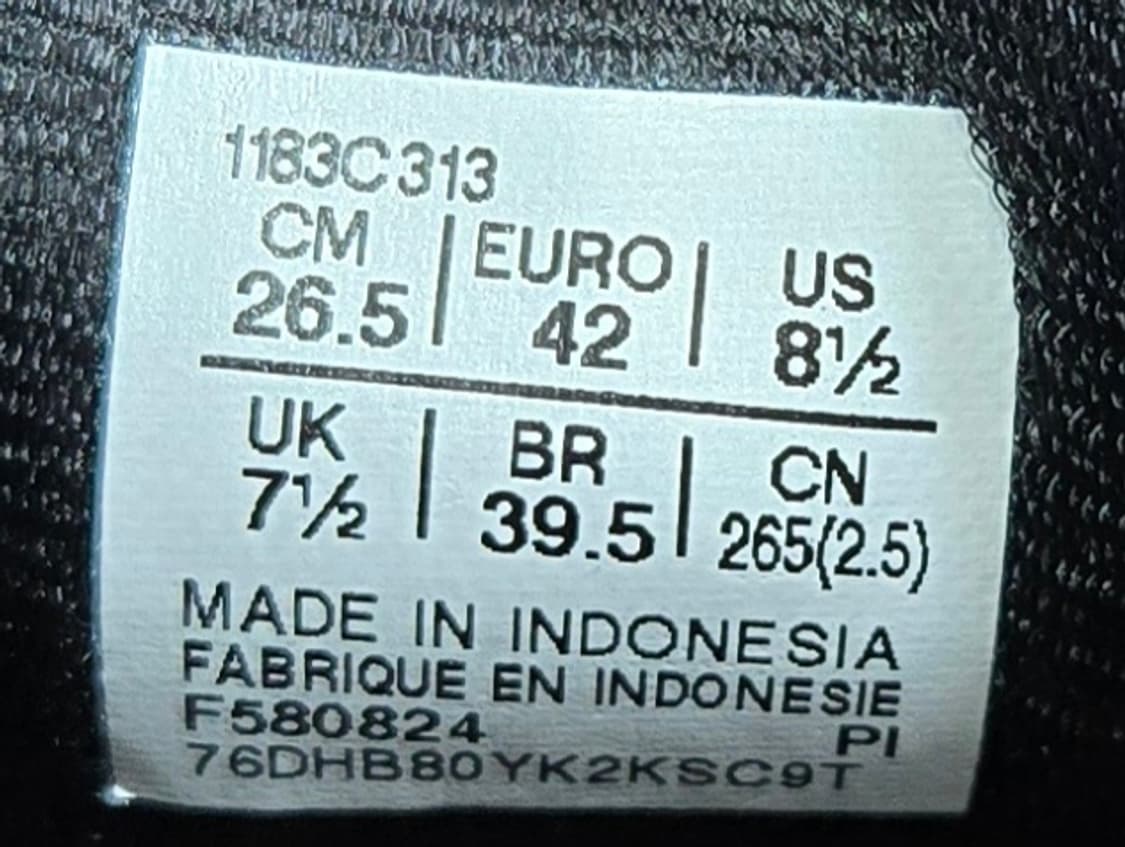 1183C313
CM | EURO | US
26.5 | 42 | 8½
UK | BR | CN
7½ | 39.5 | 265(2.5)
MADE IN INDONESIA
FABRIQUE EN INDONESIE
F580824 PI
76DHB80YK2KSC9T